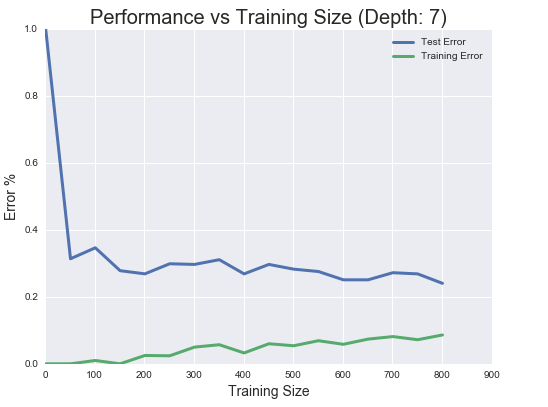 Performance vs Training Size (Depth: 7)
1.0
0.8
0.6
0.4
0.2
0.0
Error %
Test Error
Training Error
0 100 200 300 400 500 600 700 800 900
Training Size